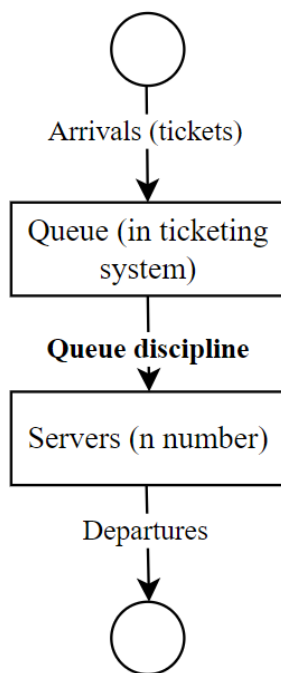 Arrivals (tickets)
Queue (in ticketing
system)
Queue discipline
Servers (n number)
Departures